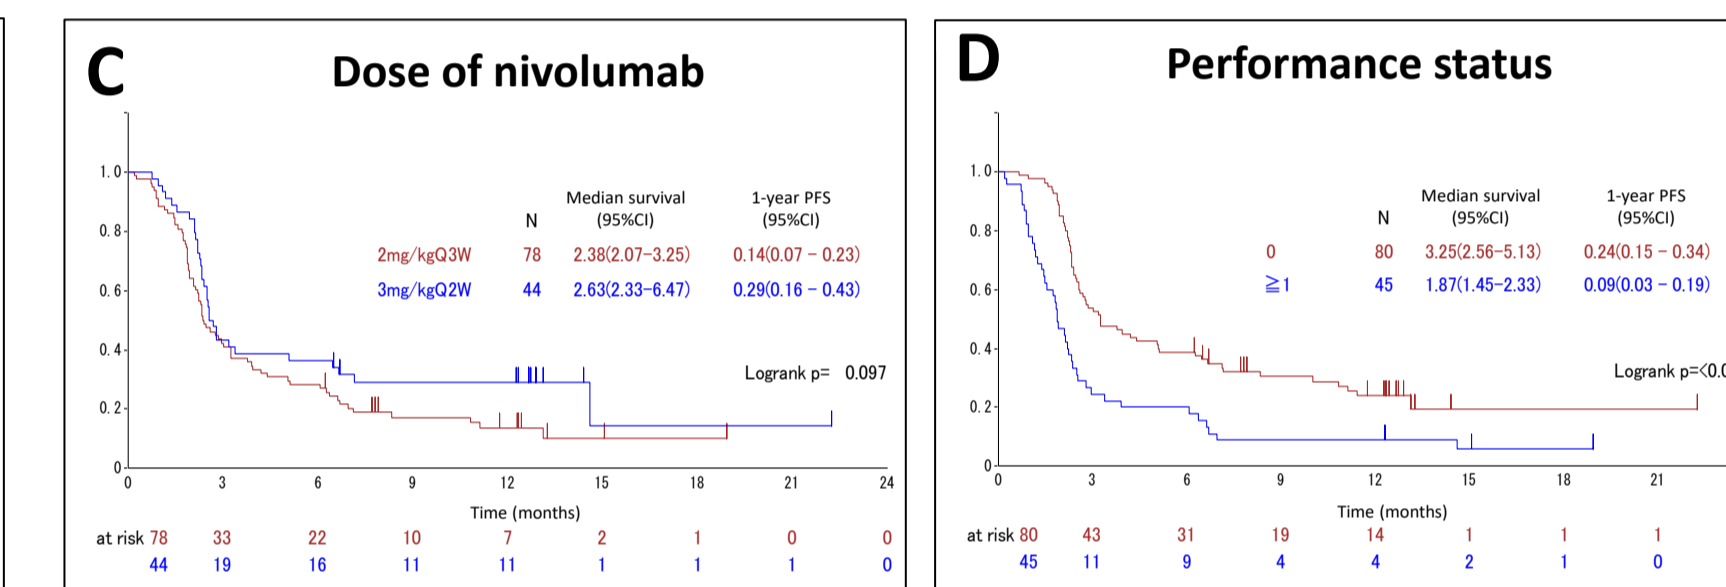 C
Dose of nivolumab
Median survival 1-year PFS
N (95%CI) (95%CI)
2mg/kgQ3W 78 2.38(2.07-3.25) 0.14(0.07 - 0.23)
3mg/kgQ2W 44 2.63(2.33-6.47) 0.29(0.16 - 0.43)
Logrank p= 0.097
1.0
0.8
0.6
0.4
0.2
0
0 3 6 9 12 15 18 21 24
Time (months)
at risk 78 33 22 10 7 2 1 0 0
44 19 16 11 11 1 1 1 0
D
Performance status
Median survival 1-year PFS
N (95%CI) (95%CI)
0 80 3.25(2.56-5.13) 0.24(0.15 - 0.34)
≧1 45 1.87(1.45-2.33) 0.09(0.03 - 0.19)
Logrank p=<0.0
1.0
0.8
0.6
0.4
0.2
0
0 3 6 9 12 15 18 21
Time (months)
at risk 80 43 31 19 14 1 1 1
45 11 9 4 4 2 1 0